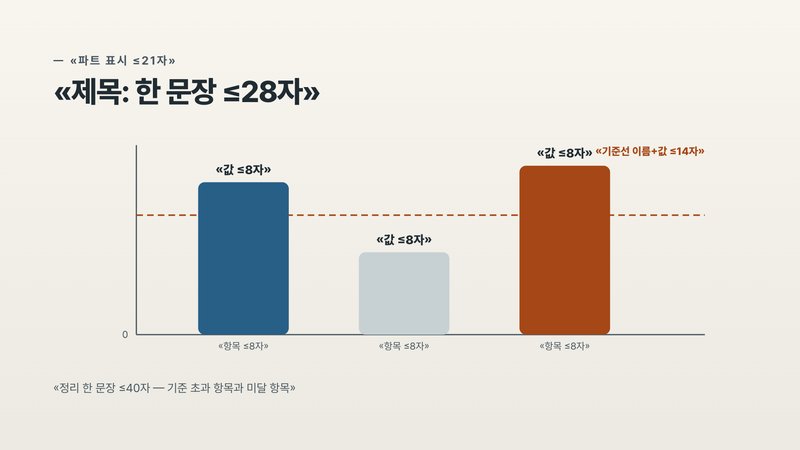 — «파트 표시 ≤21자»
«제목: 한 문장 ≤28자»
«값 ≤8자» «기준선 이름+값 ≤14자»
«값 ≤8자»
«값 ≤8자»
0
«항목 ≤8자» «항목 ≤8자» «항목 ≤8자»
«정리 한 문장 ≤40자 — 기준 초과 항목과 미달 항목»